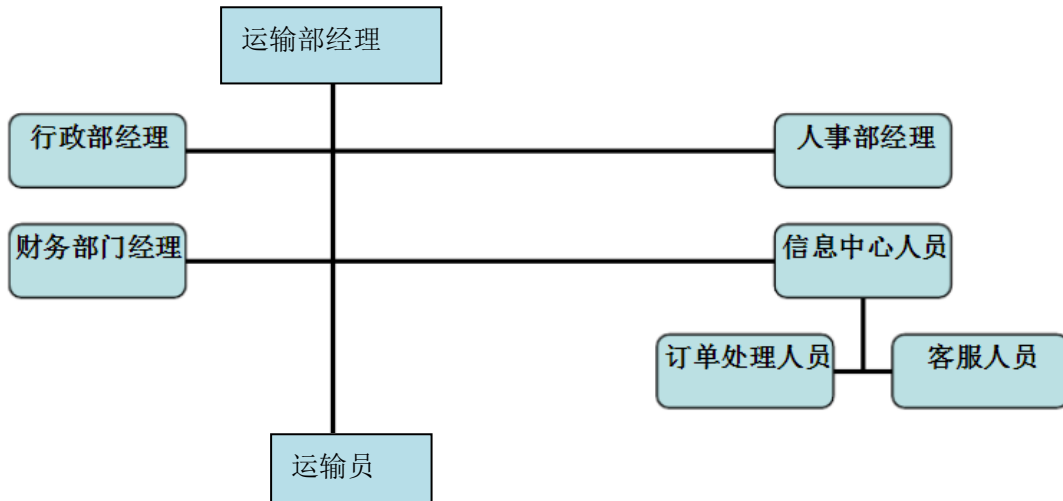 运输部经理
行政部经理
人事部经理
财务部门经理
信息中心人员
订单处理人员
客服人员
运输员